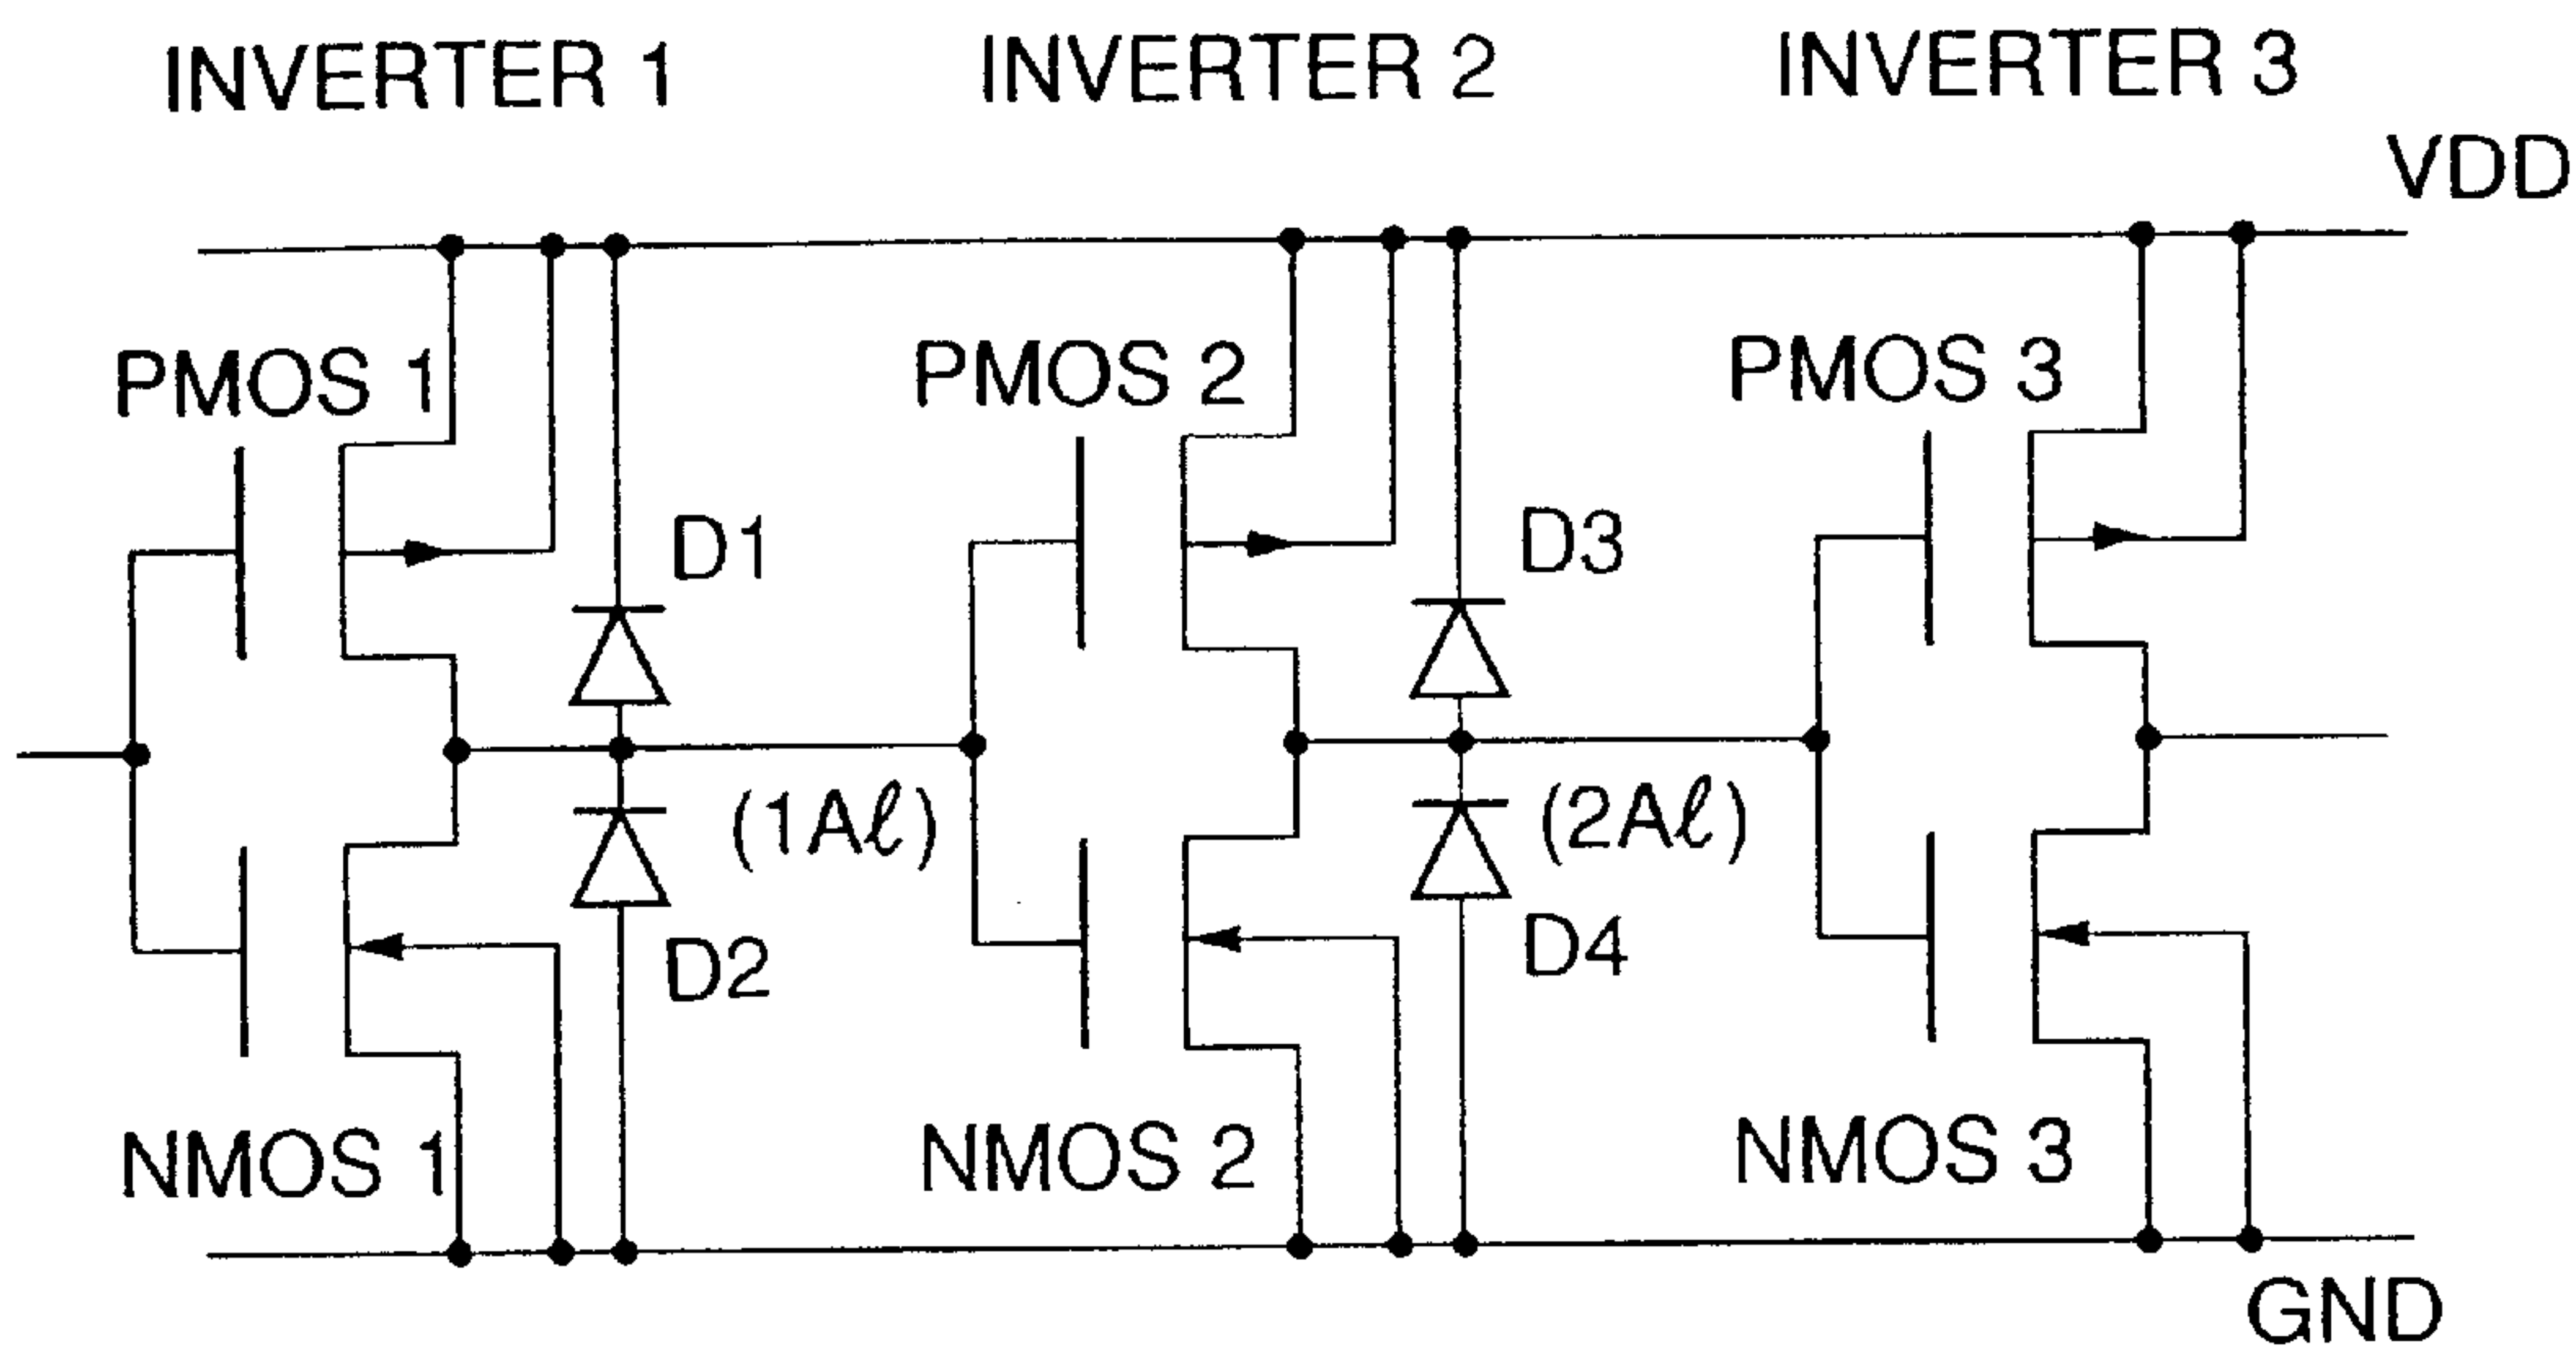 INVERTER 1
INVERTER 2
INVERTER 3
VDD
PMOS 1
PMOS 2
PMOS 3
D1
D3
(1Aℓ)
(2Aℓ)
D2
D4
NMOS 1
NMOS 2
NMOS 3
GND